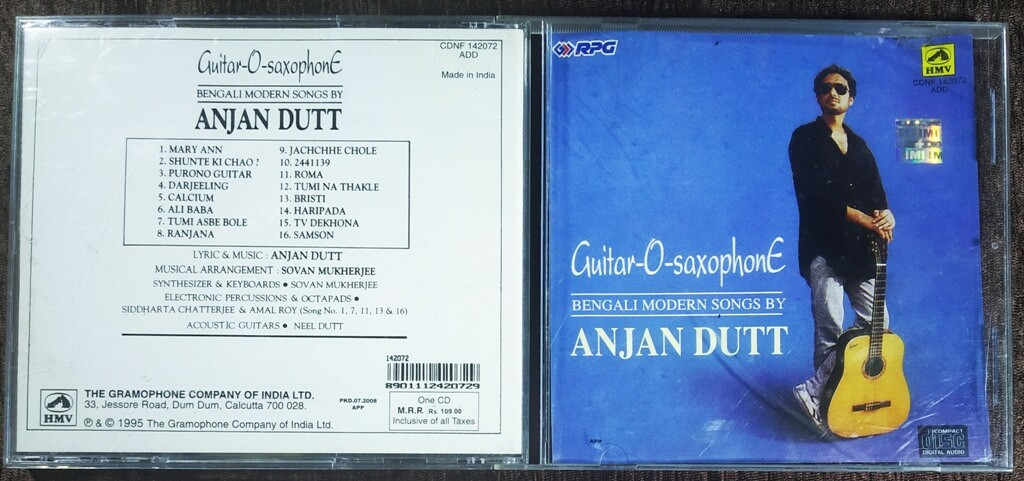 Guitar-O-saxophonE
CDNF 142072
ADD
Made in India
BENGALI MODERN SONGS BY
ANJAN DUTT
1. MARY ANN
2. SHUNTE KI CHAO ?
3. PURONO GUITAR
4. DARJEELING
5. CALCIUM
6. ALI BABA
7. TUMI ASBE BOLE
8. RANJANA
9. JACHCHHE CHOLE
10. 2441139
11. ROMA
12. TUMI NA THAKLE
13. BRISTI
14. HARIPADA
15. TV DEKHONA
16. SAMSON
LYRIC & MUSIC : ANJAN DUTT
MUSICAL ARRANGEMENT : SOVAN MUKHERJEE
SYNTHESIZER & KEYBOARDS ● SOVAN MUKHERJEE
ELECTRONIC PERCUSSIONS & OCTAPADS ●
SIDDHARTA CHATTERJEE & AMAL ROY (Song No. 1, 7, 11, 13 & 16)
ACOUSTIC GUITARS ● NEEL DUTT
142072
8901112420729
HMV
THE GRAMOPHONE COMPANY OF INDIA LTD.
33, Jessore Road, Dum Dum, Calcutta 700 028.
℗ & © 1995 The Gramophone Company of India Ltd.
PKD.07.2008
APP
One CD
M.R.P. Rs. 109.00
Inclusive of all Taxes
RPG
HMV
CDNF 142072
ADD
Guitar-O-saxophonE
BENGALI MODERN SONGS BY
ANJAN DUTT
APP
COMPACT
disc
DIGITAL AUDIO